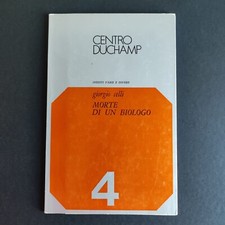 CENTRO
DUCHAMP
giorgio celli
MORTE
DI UN BIOLOGO
4